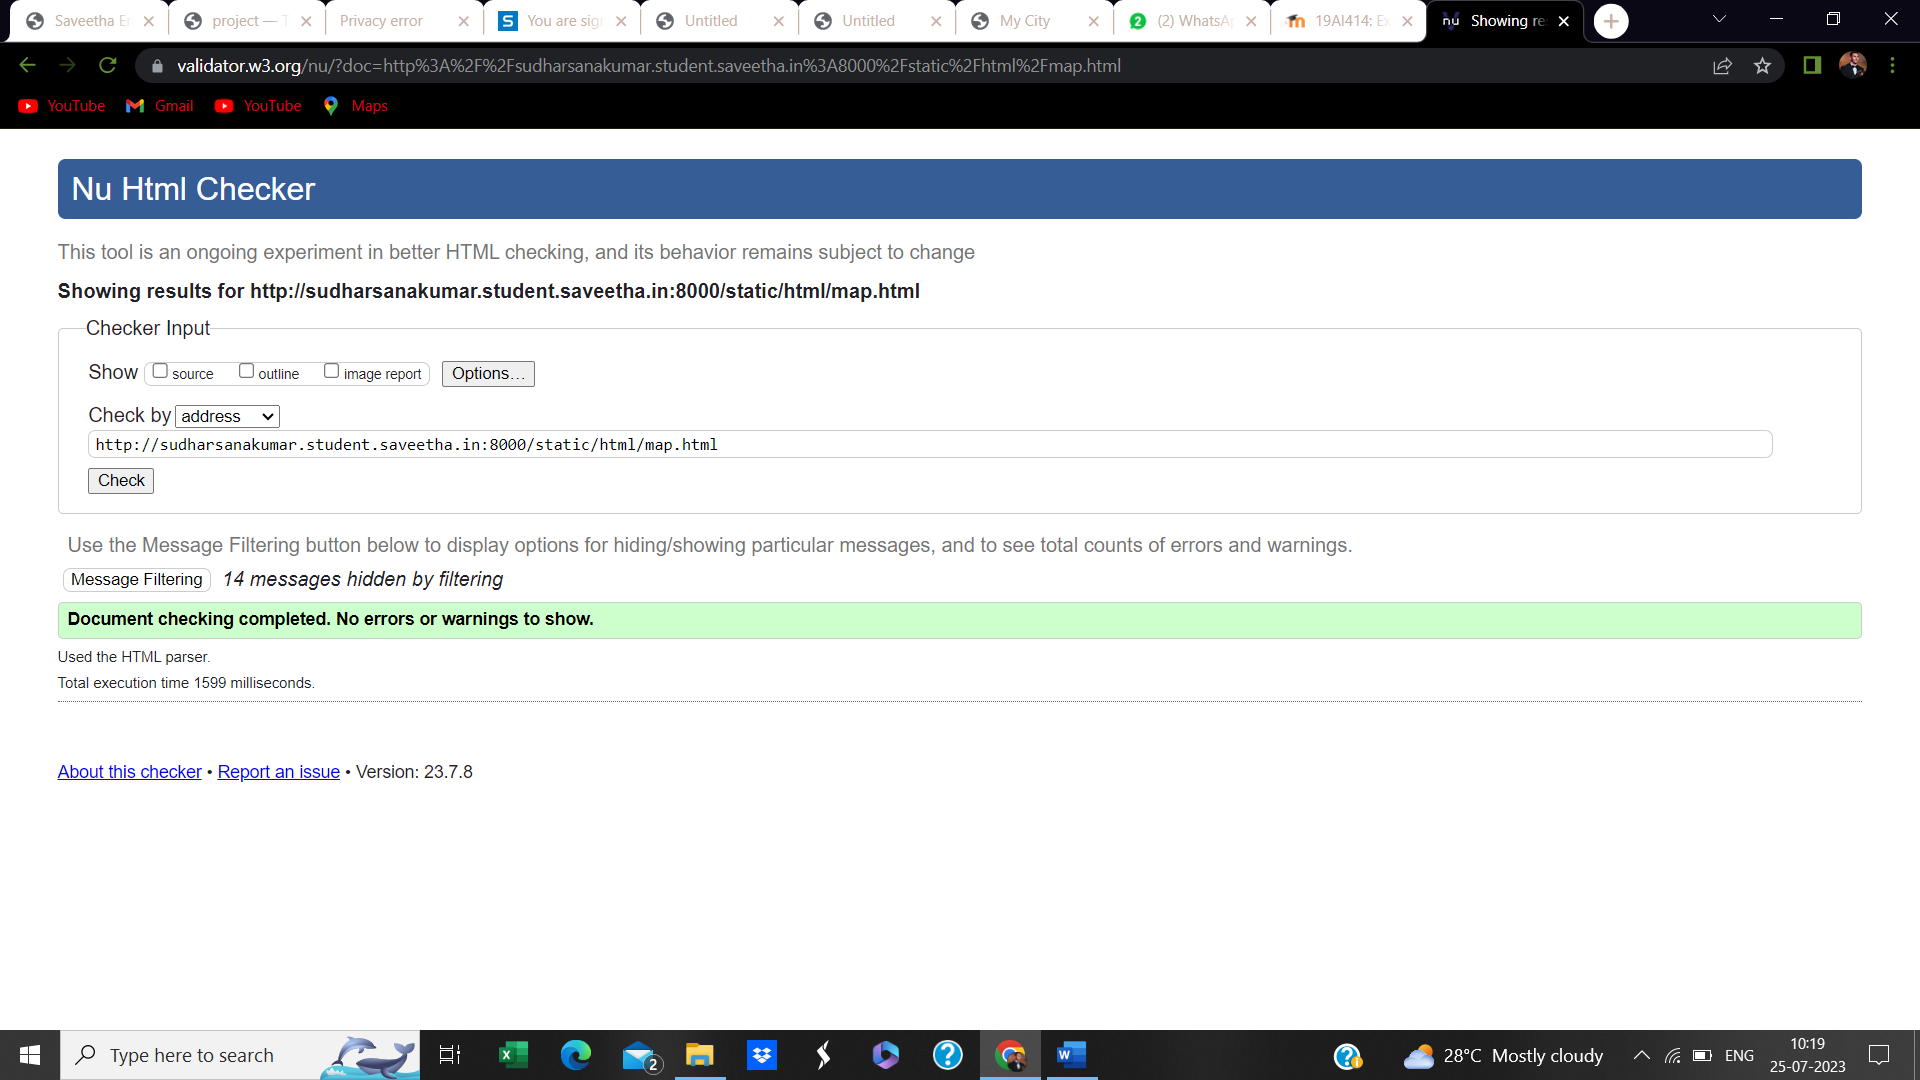 Saveetha E
project — T
Privacy error
You are sig
Untitled
Untitled
My City
(2) WhatsA
19AI414: E
Showing re
validator.w3.org/nu/?doc=http%3A%2F%2Fsudharsanakumar.student.saveetha.in%3A8000%2Fstatic%2Fhtml%2Fmap.html
YouTube Gmail YouTube Maps
Nu Html Checker
This tool is an ongoing experiment in better HTML checking, and its behavior remains subject to change
Showing results for http://sudharsanakumar.student.saveetha.in:8000/static/html/map.html
Checker Input
Show source outline image report Options...
Check by address
http://sudharsanakumar.student.saveetha.in:8000/static/html/map.html
Check
Use the Message Filtering button below to display options for hiding/showing particular messages, and to see total counts of errors and warnings.
Message Filtering 14 messages hidden by filtering
Document checking completed. No errors or warnings to show.
Used the HTML parser.
Total execution time 1599 milliseconds.
About this checker • Report an issue • Version: 23.7.8
Type here to search
2
28°C Mostly cloudy
ENG
10:19
25-07-2023